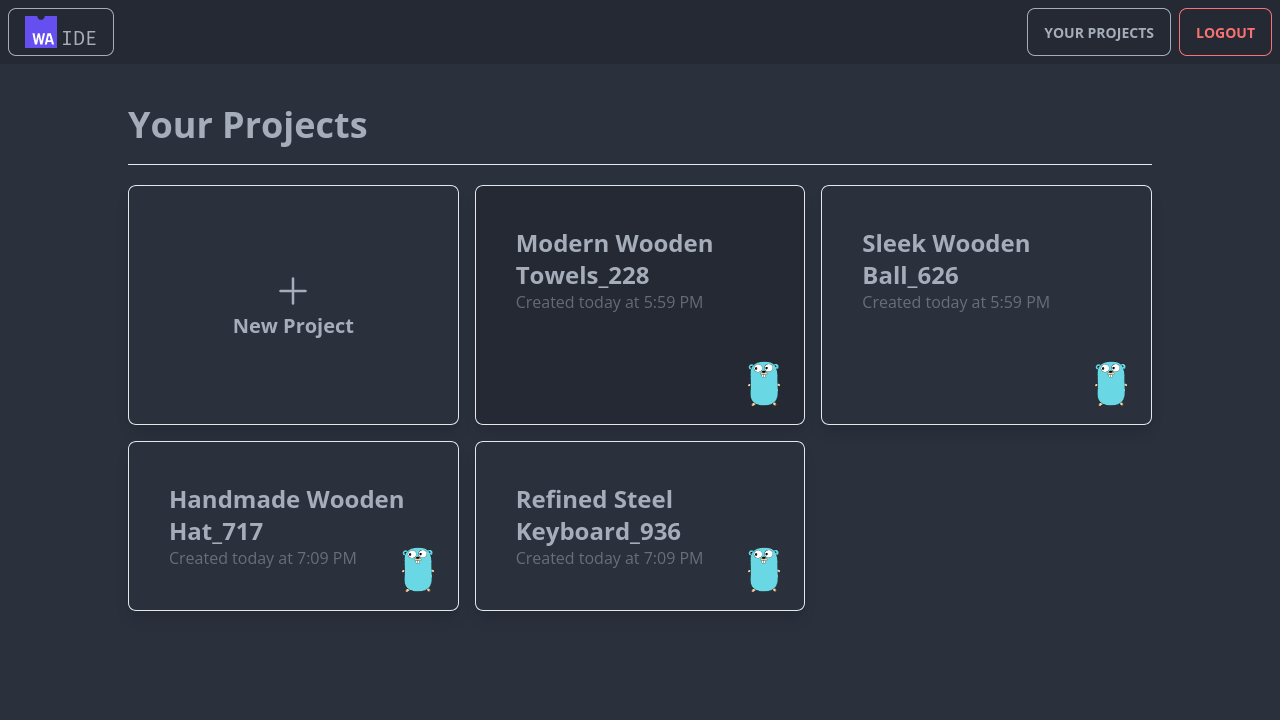 WA IDE
YOUR PROJECTS
LOGOUT
Your Projects
New Project
Modern Wooden
Towels_228
Created today at 5:59 PM
Sleek Wooden
Ball_626
Created today at 5:59 PM
Handmade Wooden
Hat_717
Created today at 7:09 PM
Refined Steel
Keyboard_936
Created today at 7:09 PM